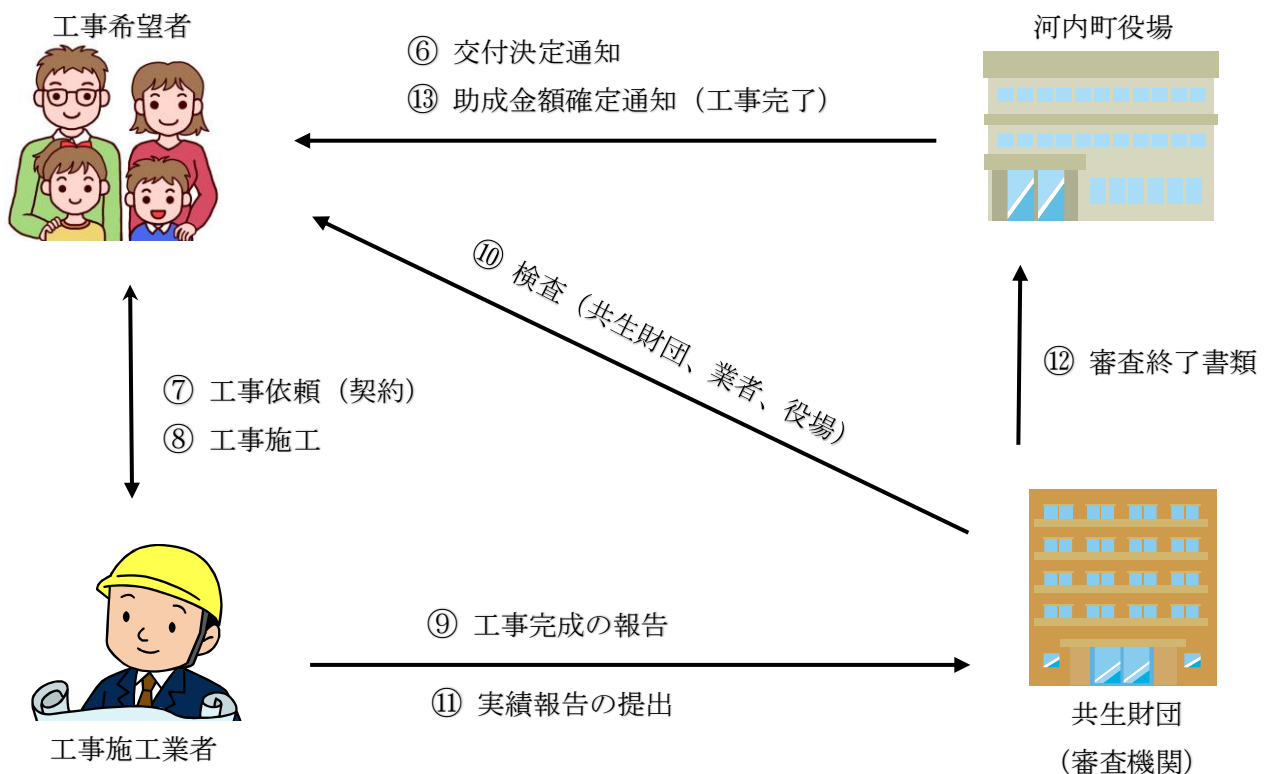 工事希望者
河内町役場
⑥ 交付決定通知
⑬ 助成金額確定通知（工事完了）
⑩ 検査（共生財団、業者、役場）
⑦ 工事依頼（契約）
⑧ 工事施工
⑫ 審査終了書類
⑨ 工事完成の報告
⑪ 実績報告の提出
工事施工業者
共生財団
（審査機関）